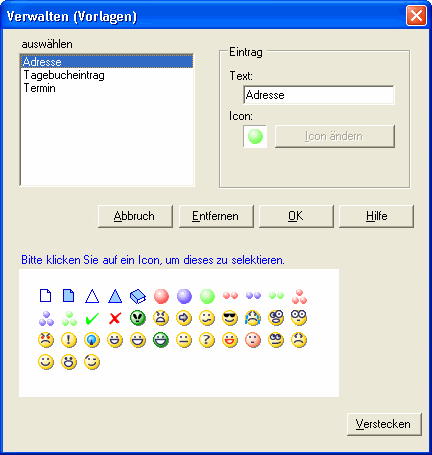 Verwalten (Vorlagen)
auswählen
Adresse
Tagebucheintrag
Termin
Eintrag
Text:
Adresse
Icon:
Icon ändern
Abbruch
Entfernen
OK
Hilfe
Bitte klicken Sie auf ein Icon, um dieses zu selektieren.
Verstecken